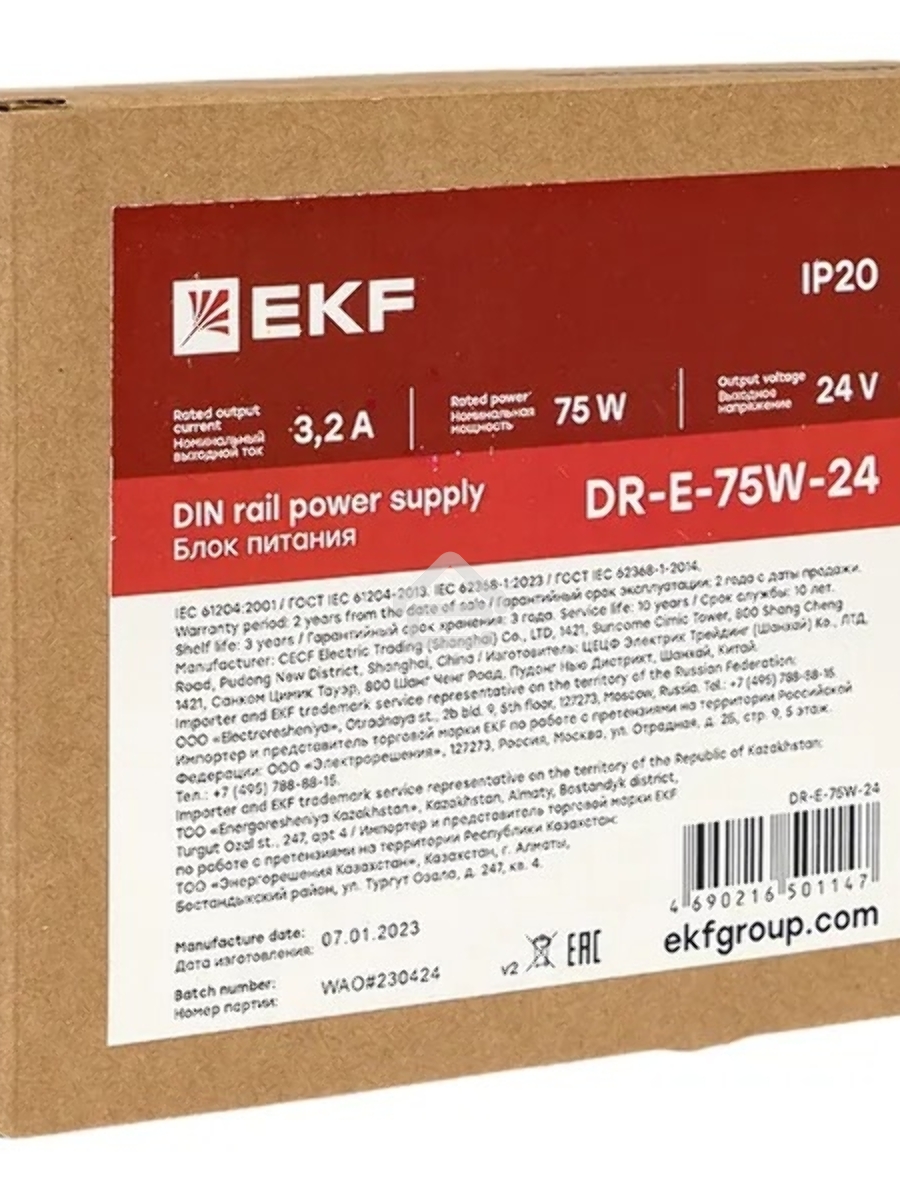 EKF
IP20
Rated output
current
Номинальный
выходной ток
3,2 A
Rated power
Номинальная
мощность
75 W
Output voltage
Выходное
напряжение
24 V
DIN rail power supply
Блок питания
DR-E-75W-24
IEC 61204:2001 / ГОСТ IEC 61204-2013. IEC 62368-1:2023 / ГОСТ IEC 62368-1-2014.
Warranty period: 2 years from the date of sale / Гарантийный срок эксплуатации: 2 года с даты продажи.
Shelf life: 3 years / Гарантийный срок хранения: 3 года. Service life: 10 years / Срок службы: 10 лет.
Manufacturer: CECF Electric Trading (Shanghai) Co., LTD, 1421, Suncome Cimic Tower, 800 Shang Cheng
Road, Pudong New District, Shanghai, China / Изготовитель: ЦЕЦФ Электрик Трейдинг (Шанхай) Ко., ЛТД,
1421, Санком Цимик Тауэр, 800 Шанг Ченг Роад, Пудонг Нью Дистрикт, Шанхай, Китай.
Importer and EKF trademark service representative on the territory of the Russian Federation:
ООО «Electroresheniya», Otradnaya st., 2b bld. 9, 5th floor, 127273, Moscow, Russia. Tel.: +7 (495) 788-88-15.
Импортер и представитель торговой марки EKF по работе с претензиями на территории Российской
Федерации: ООО «Электрорешения», 127273, Россия, Москва, ул. Отрадная, д. 2Б, стр. 9, 5 этаж.
Тел.: +7 (495) 788-88-15.
Importer and EKF trademark service representative on the territory of the Republic of Kazakhstan:
ТОО «Energoresheniya Kazakhstan», Kazakhstan, Almaty, Bostandyk district,
Turgut Ozal st., 247, apt 4 / Импортер и представитель торговой марки EKF
по работе с претензиями на территории Республики Казахстан:
ТОО «Энергорешения Казахстан», Казахстан, г. Алматы,
Бостандыкский район, ул. Тургут Озала, д. 247, кв. 4.
DR-E-75W-24
4 690216 501147
ekfgroup.com
Manufacture date:
Дата изготовления:
07.01.2023
Batch number:
Номер партии:
WAO#230424
v2
EAC